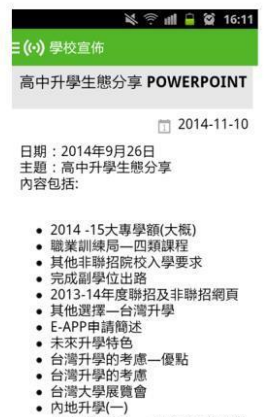 16:11
學校宣佈
高中升學生態分享 POWERPOINT
2014-11-10
日期：2014年9月26日
主題：高中升學生態分享
內容包括:
• 2014 -15大專學額(大概)
• 職業訓練局—四類課程
• 其他非聯招院校入學要求
• 完成副學位出路
• 2013-14年度聯招及非聯招網頁
• 其他選擇—台灣升學
• E-APP申請簡述
• 未來升學特色
• 台灣升學的考慮—優點
• 台灣升學的考慮
• 台灣大學展覽會
• 內地升學(一)